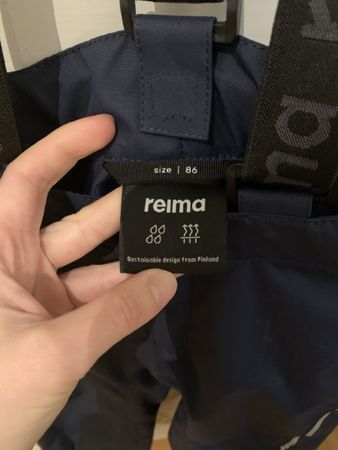 size | 86
reima
Sustainable design from Finland